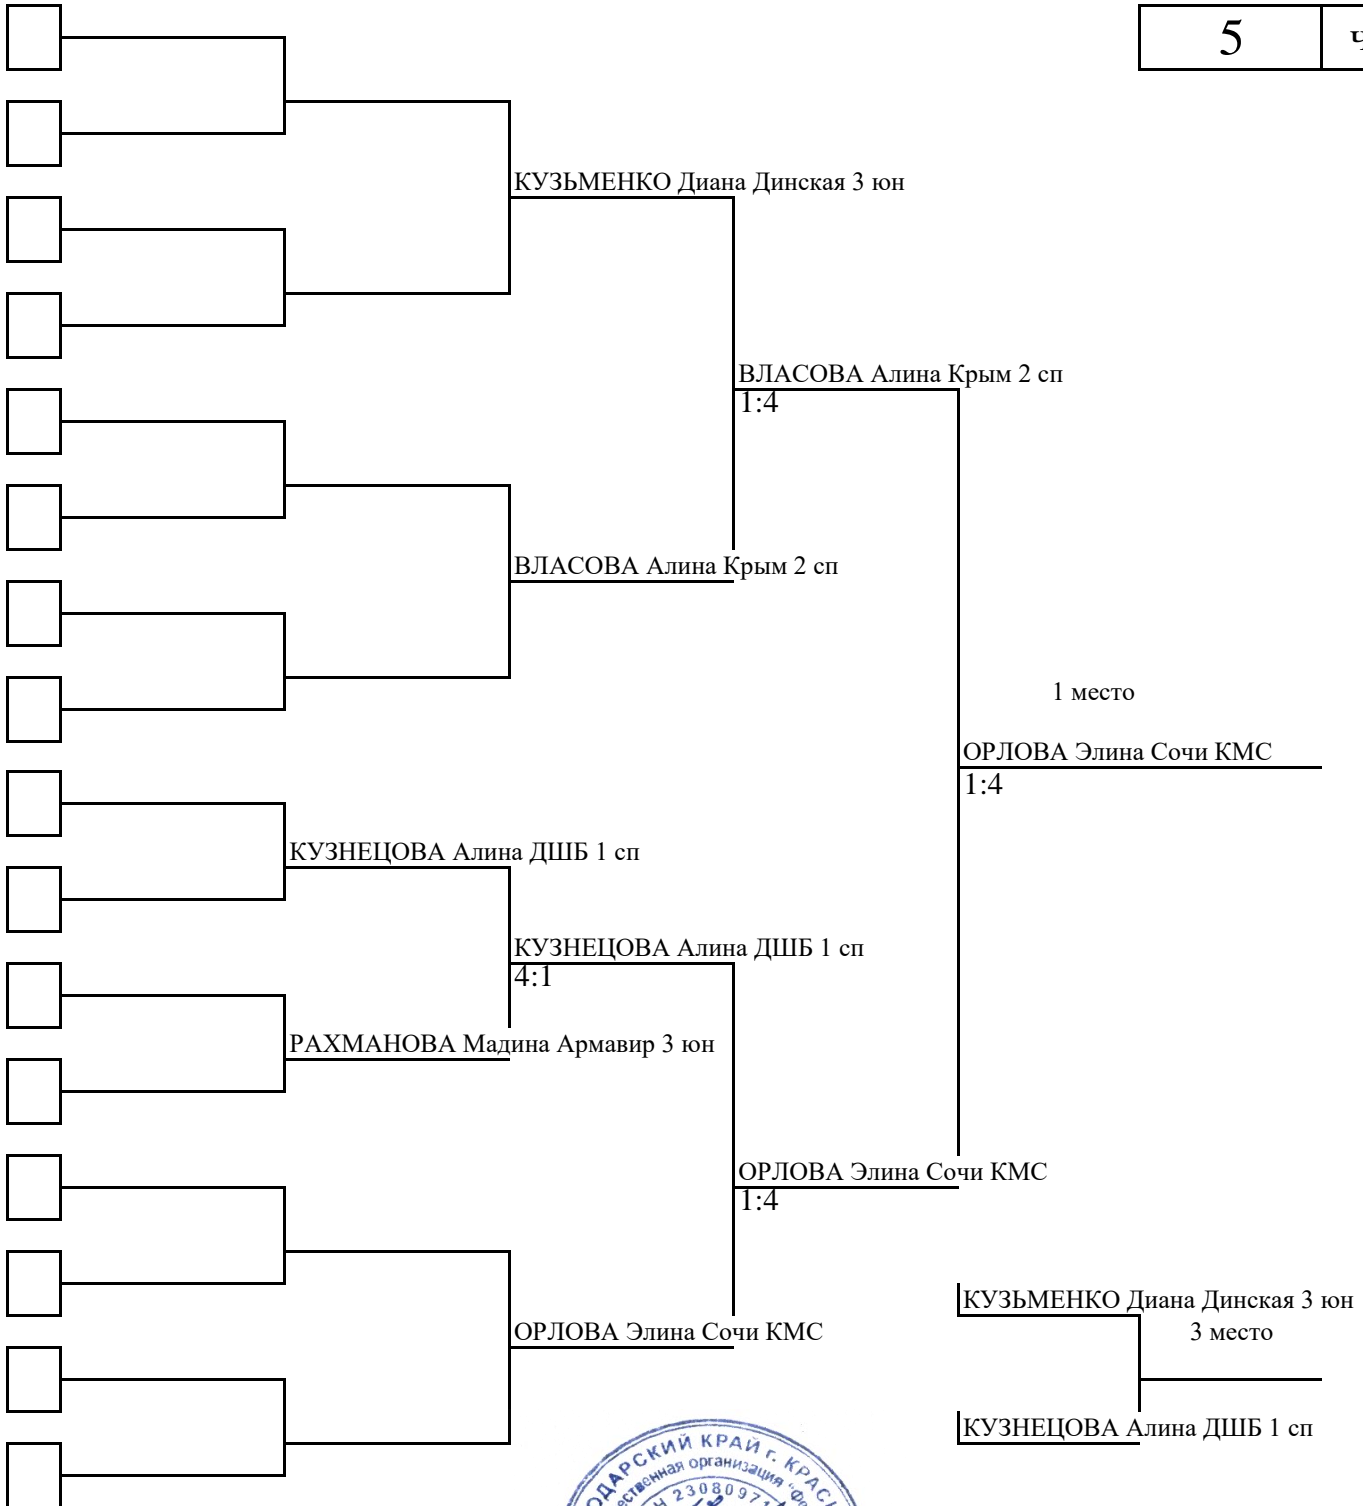 5
КУЗЬМЕНКО Диана Динская 3 юн
ВЛАСОВА Алина Крым 2 сп
1:4
ВЛАСОВА Алина Крым 2 сп
1 место
ОРЛОВА Элина Сочи КМС
1:4
КУЗНЕЦОВА Алина ДШБ 1 сп
КУЗНЕЦОВА Алина ДШБ 1 сп
4:1
РАХМАНОВА Мадина Армавир 3 юн
ОРЛОВА Элина Сочи КМС
1:4
КУЗЬМЕНКО Диана Динская 3 юн
ОРЛОВА Элина Сочи КМС
3 место
КУЗНЕЦОВА Алина ДШБ 1 сп
КРАЙ г.
организация